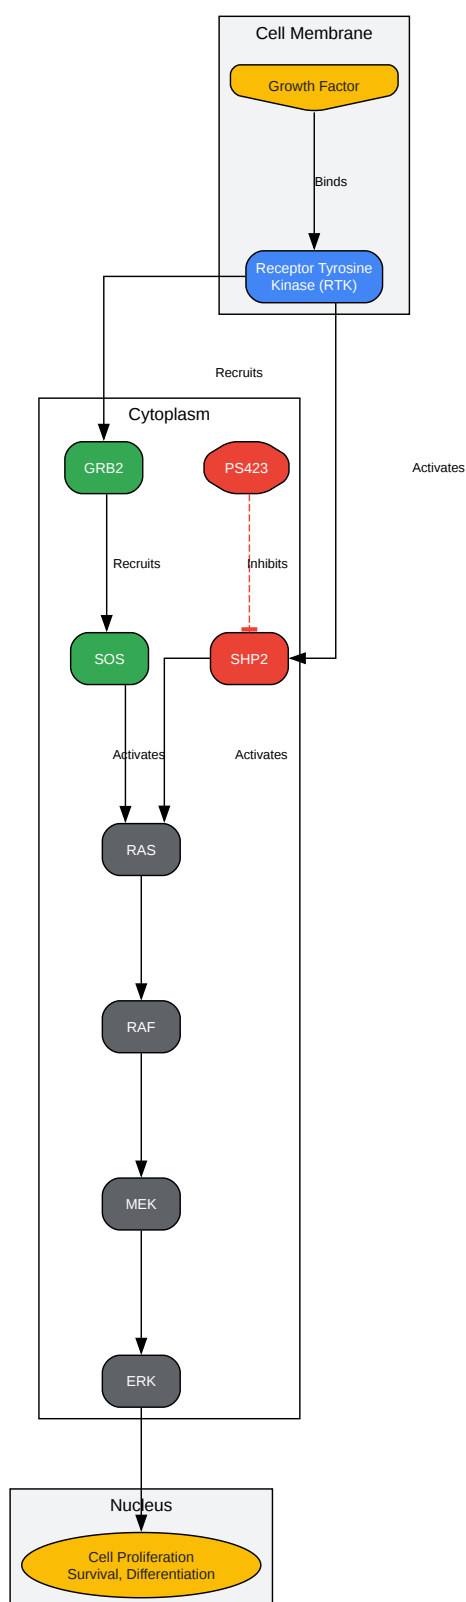 Cell Membrane
Growth Factor
Binds
Receptor Tyrosine
Kinase (RTK)
Recruits
Cytoplasm
GRB2
PS423
Activates
Recruits
Inhibits
SOS
SHP2
Activates
Activates
RAS
RAF
MEK
ERK
Nucleus
Cell Proliferation
Survival, Differentiation